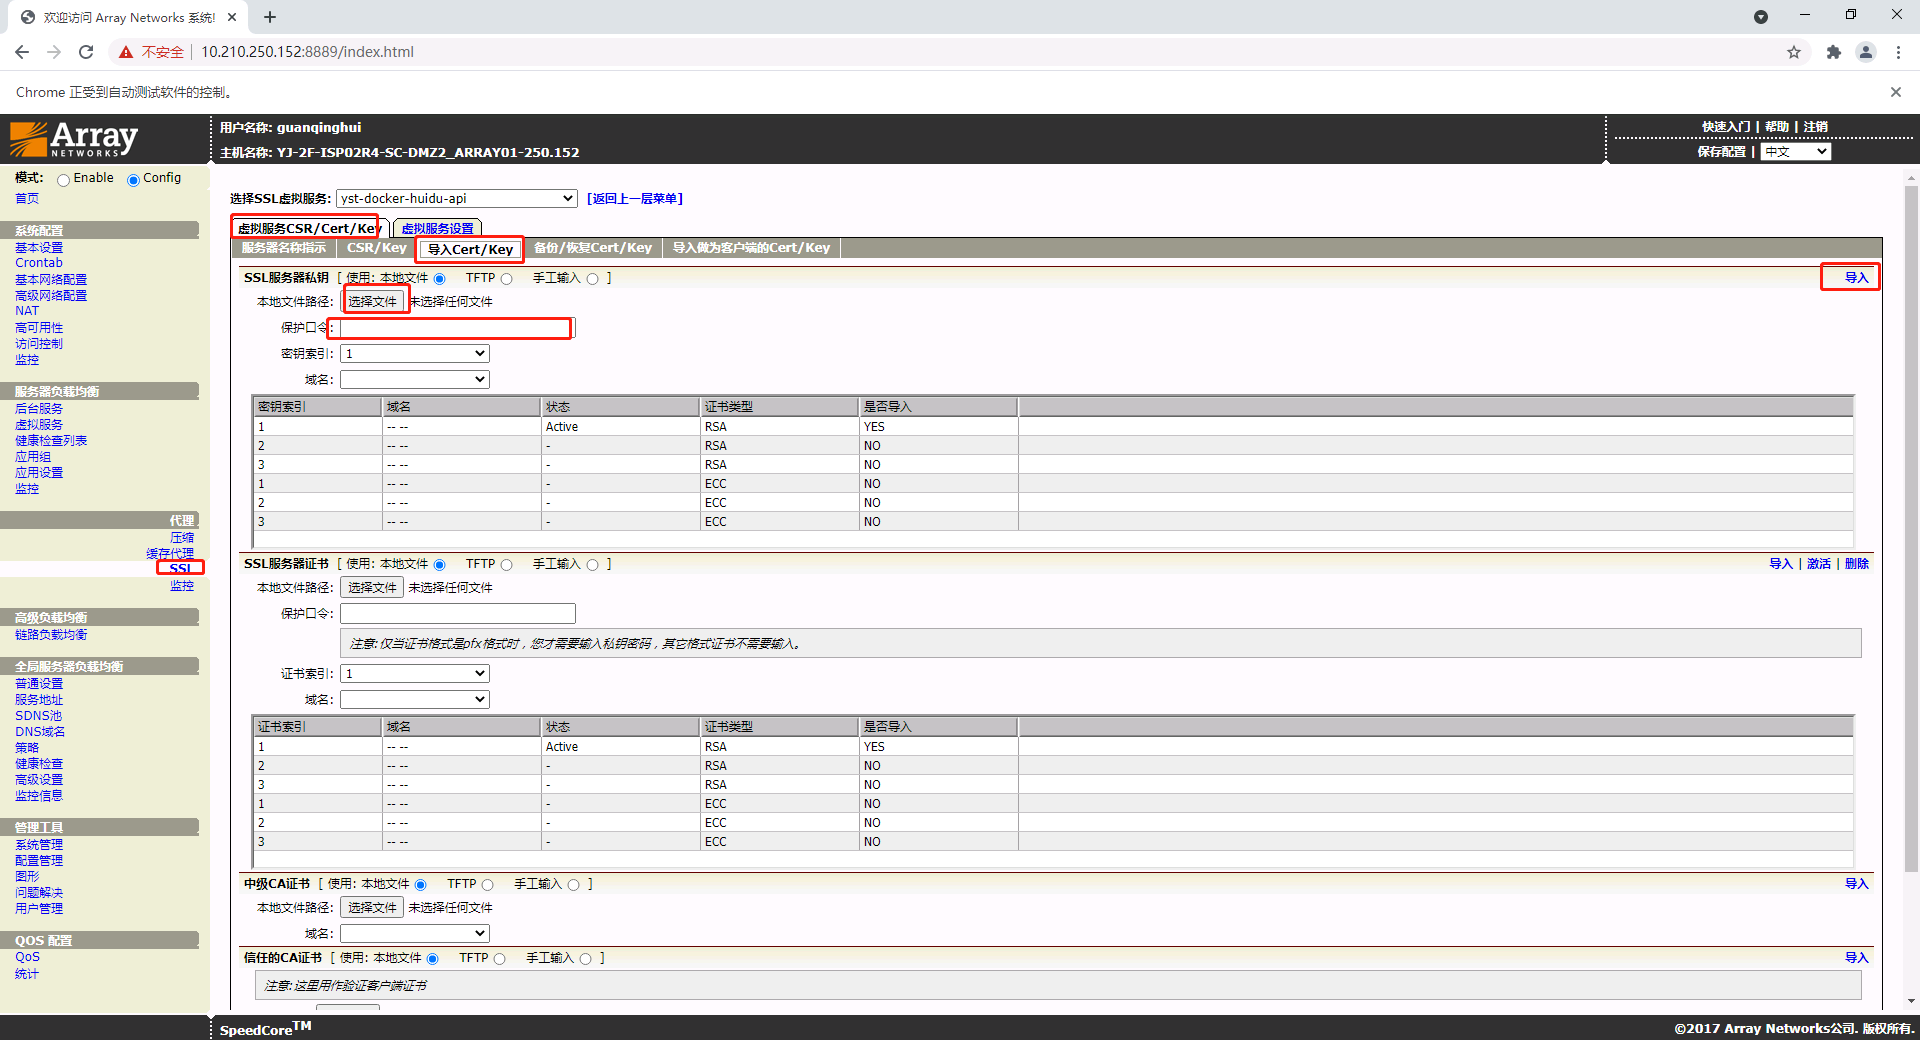 欢迎访问 Array Networks 系统!
不安全 10.210.250.152:8889/index.html
Chrome 正受到自动测试软件的控制。
Array NETWORKS
用户名称: guanqinghui
主机名称: YJ-2F-ISP02R4-SC-DMZ2_ARRAY01-250.152
快速入门 | 帮助 | 注销
保存配置 | 中文
模式: Enable Config
首页
系统配置
基本设置
Crontab
基本网络配置
高级网络配置
NAT
高可用性
访问控制
监控
服务器负载均衡
后台服务
虚拟服务
健康检查列表
应用组
应用设置
监控
代理
压缩
缓存代理
SSL
监控
高级负载均衡
链路负载均衡
全局服务器负载均衡
普通设置
服务地址
SDNS池
DNS域名
策略
健康检查
高级设置
监控信息
管理工具
系统管理
配置管理
图形
问题解决
用户管理
QOS 配置
QoS
统计
选择SSL虚拟服务: yst-docker-huidu-api [返回上一层菜单]
虚拟服务CSR/Cert/Key 虚拟服务设置
服务器名称指示 CSR/Key 导入Cert/Key 备份/恢复Cert/Key 导入做为客户端的Cert/Key
SSL服务器私钥 [ 使用: 本地文件 TFTP 手工输入 ] 导入
本地文件路径: 选择文件 未选择任何文件
保护口令:
密钥索引: 1
域名:
密钥索引 域名 状态 证书类型 是否导入
1 -- -- Active RSA YES
2 -- -- - RSA NO
3 -- -- - RSA NO
1 -- -- - ECC NO
2 -- -- - ECC NO
3 -- -- - ECC NO
SSL服务器证书 [ 使用: 本地文件 TFTP 手工输入 ] 导入 | 激活 | 删除
本地文件路径: 选择文件 未选择任何文件
保护口令:
注意:仅当证书格式是pfx格式时，您才需要输入私钥密码，其它格式证书不需要输入。
证书索引: 1
域名:
证书索引 域名 状态 证书类型 是否导入
1 -- -- Active RSA YES
2 -- -- - RSA NO
3 -- -- - RSA NO
1 -- -- - ECC NO
2 -- -- - ECC NO
3 -- -- - ECC NO
中级CA证书 [ 使用: 本地文件 TFTP 手工输入 ] 导入
本地文件路径: 选择文件 未选择任何文件
域名:
信任的CA证书 [ 使用: 本地文件 TFTP 手工输入 ] 导入
注意:这里用作验证客户端证书
SpeedCore™ ©2017 Array Networks公司. 版权所有.